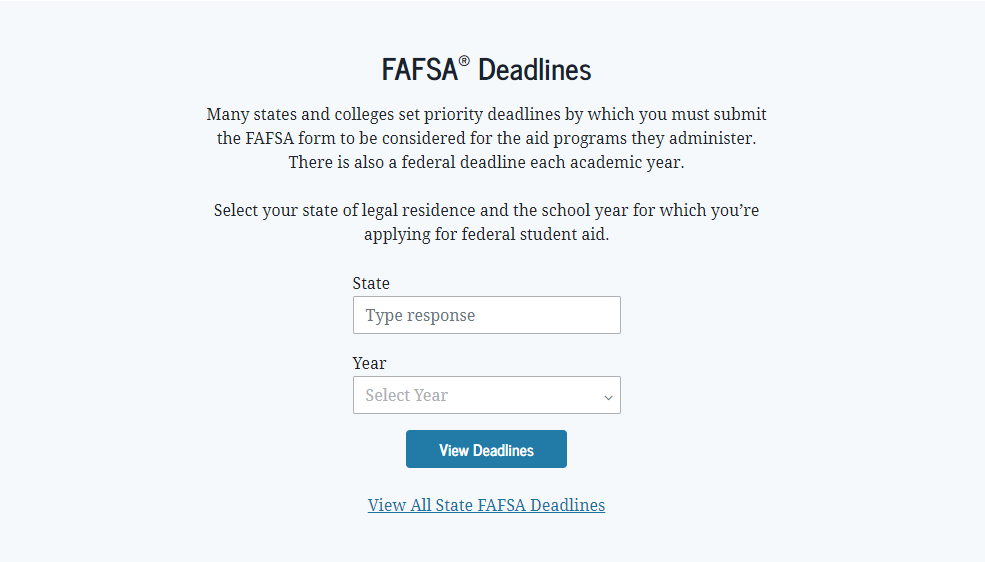 FAFSA® Deadlines
Many states and colleges set priority deadlines by which you must submit
the FAFSA form to be considered for the aid programs they administer.
There is also a federal deadline each academic year.
Select your state of legal residence and the school year for which you’re
applying for federal student aid.
State
Type response
Year
Select Year
View Deadlines
View All State FAFSA Deadlines